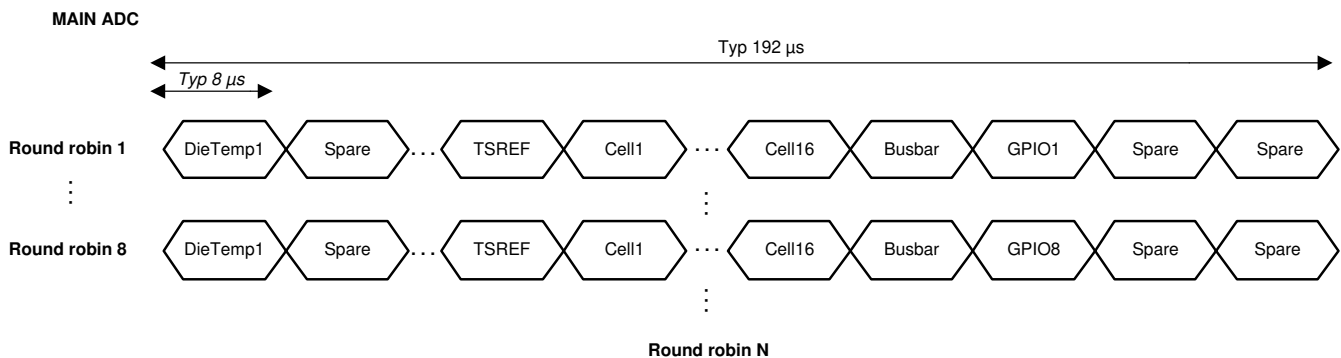 MAIN ADC
Typ 192 µs
Typ 8 µs
Round robin 1 DieTemp1 Spare ... TSREF Cell1 ... Cell16 Busbar GPIO1 Spare Spare
Round robin 8 DieTemp1 Spare ... TSREF Cell1 ... Cell16 Busbar GPIO8 Spare Spare
Round robin N